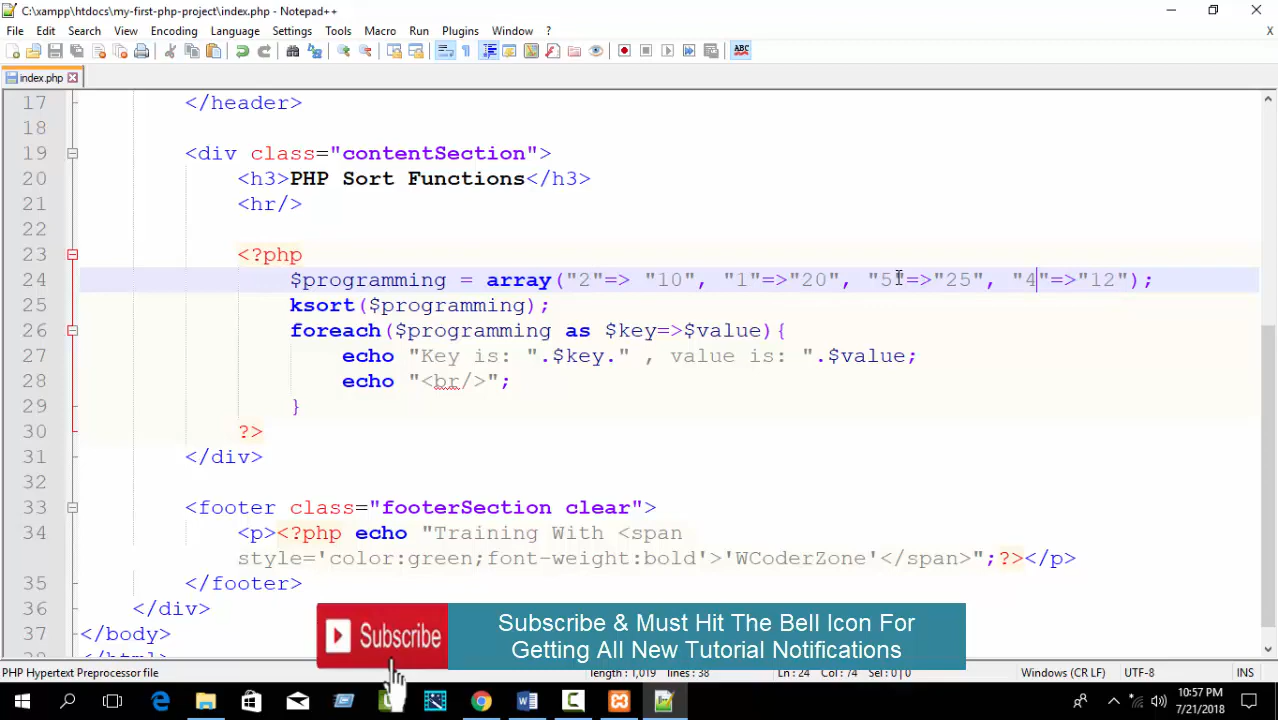 C:\xampp\htdocs\my-first-php-project\index.php - Notepad++
File Edit Search View Encoding Language Settings Tools Macro Run Plugins Window ? X
ABC
index.php
17 </header>
18
19 <div class="contentSection">
20 <h3>PHP Sort Functions</h3>
21 <hr/>
22
23 <?php
24 $programming = array("2"=> "10", "1"=>"20", "5"=>"25", "4"=>"12");
25 ksort($programming);
26 foreach($programming as $key=>$value){
27 echo "Key is: ".$key." , value is: ".$value;
28 echo "<br/>";
29 }
30 ?>
31 </div>
32
33 <footer class="footerSection clear">
34 <p><?php echo "Training With <span
style='color:green;font-weight:bold'>'WCoderZone'</span>";?></p>
35 </footer>
36 </div>
37 </body>
38 </html>
Subscribe
Subscribe & Must Hit The Bell Icon For
Getting All New Tutorial Notifications
PHP Hypertext Preprocessor file length : 1,073 lines : 38 Ln : 24 Col : 74 Sel : 0 | 0 Windows (CR LF) UTF-8 INS
10:57 PM
7/21/2018